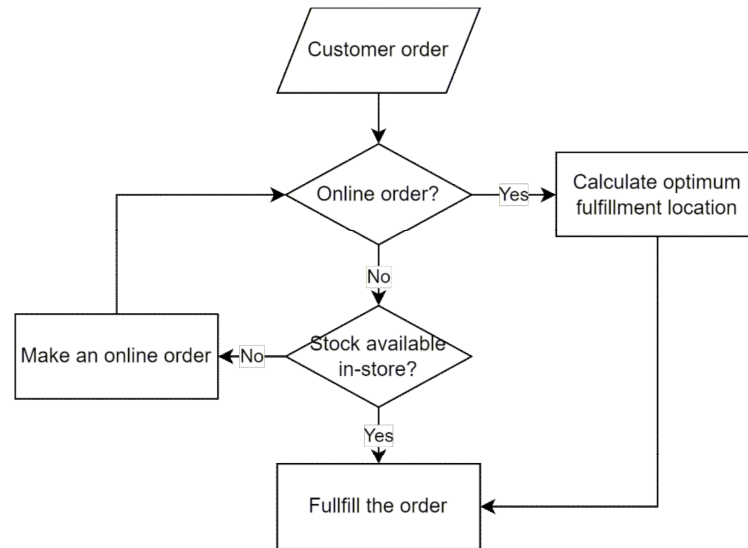 Customer order
Online order?
Yes
Calculate optimum
fulfillment location
No
Stock available
in-store?
No
Make an online order
Yes
Fullfill the order